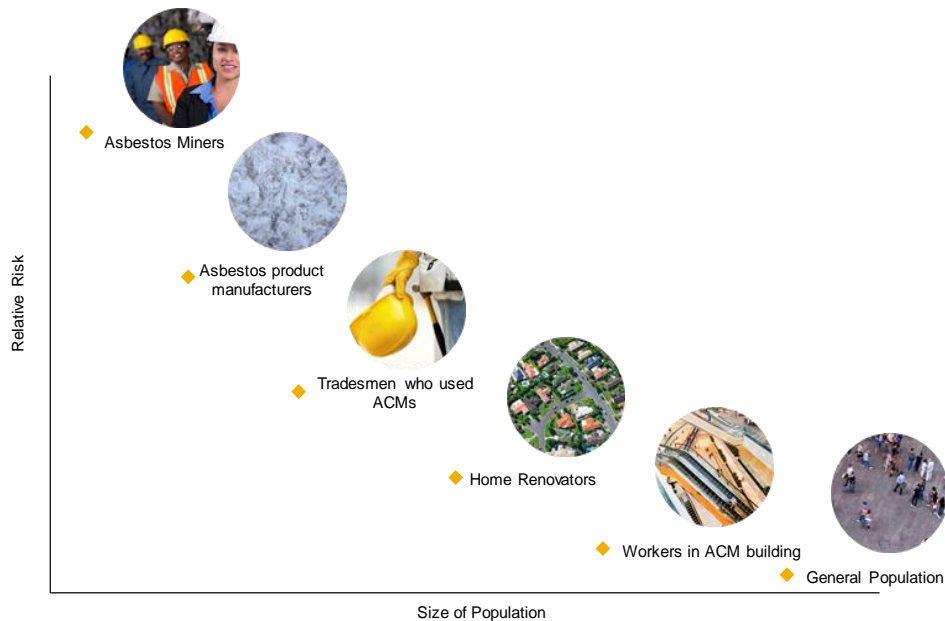 Asbestos Miners
Asbestos product
manufacturers
Relative Risk
Tradesmen who used
ACMs
Home Renovators
Workers in ACM building
General Population
Size of Population